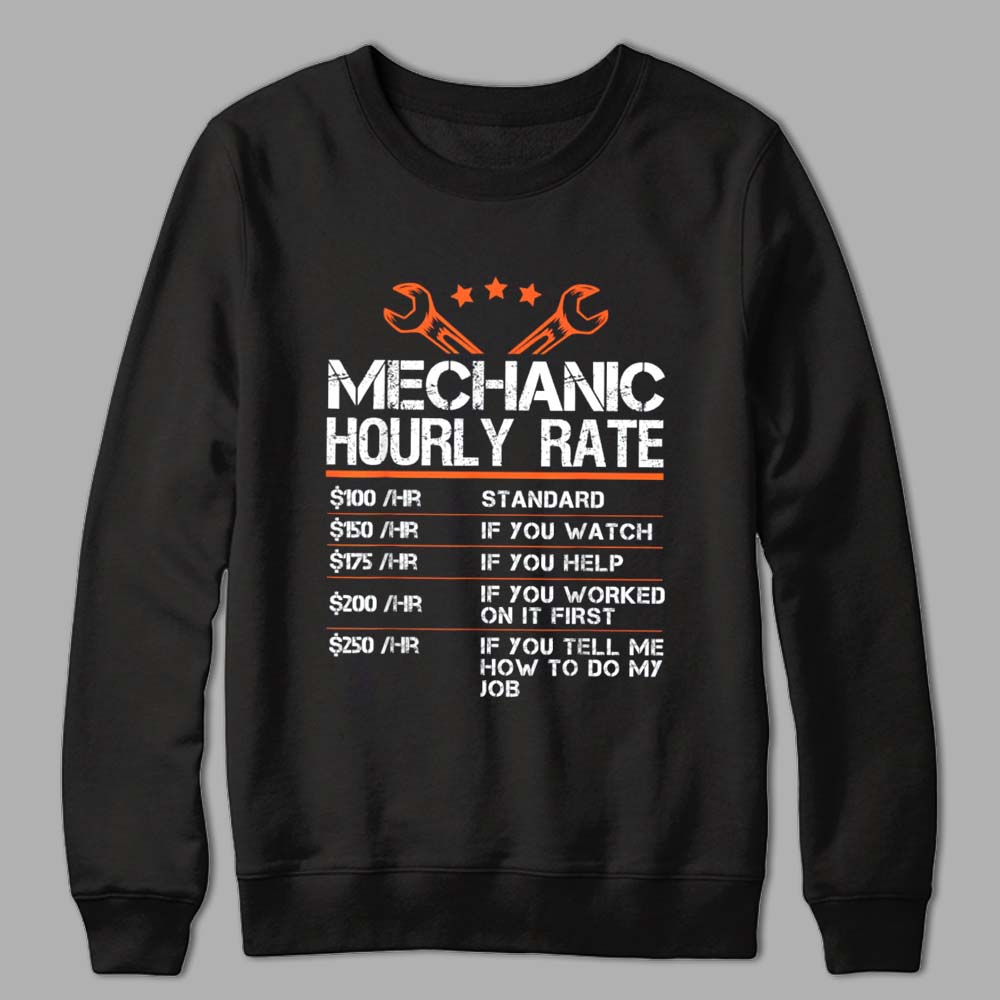 MECHANIC
HOURLY RATE
$100 /HR STANDARD
$150 /HR IF YOU WATCH
$175 /HR IF YOU HELP
$200 /HR IF YOU WORKED
ON IT FIRST
$250 /HR IF YOU TELL ME
HOW TO DO MY
JOB